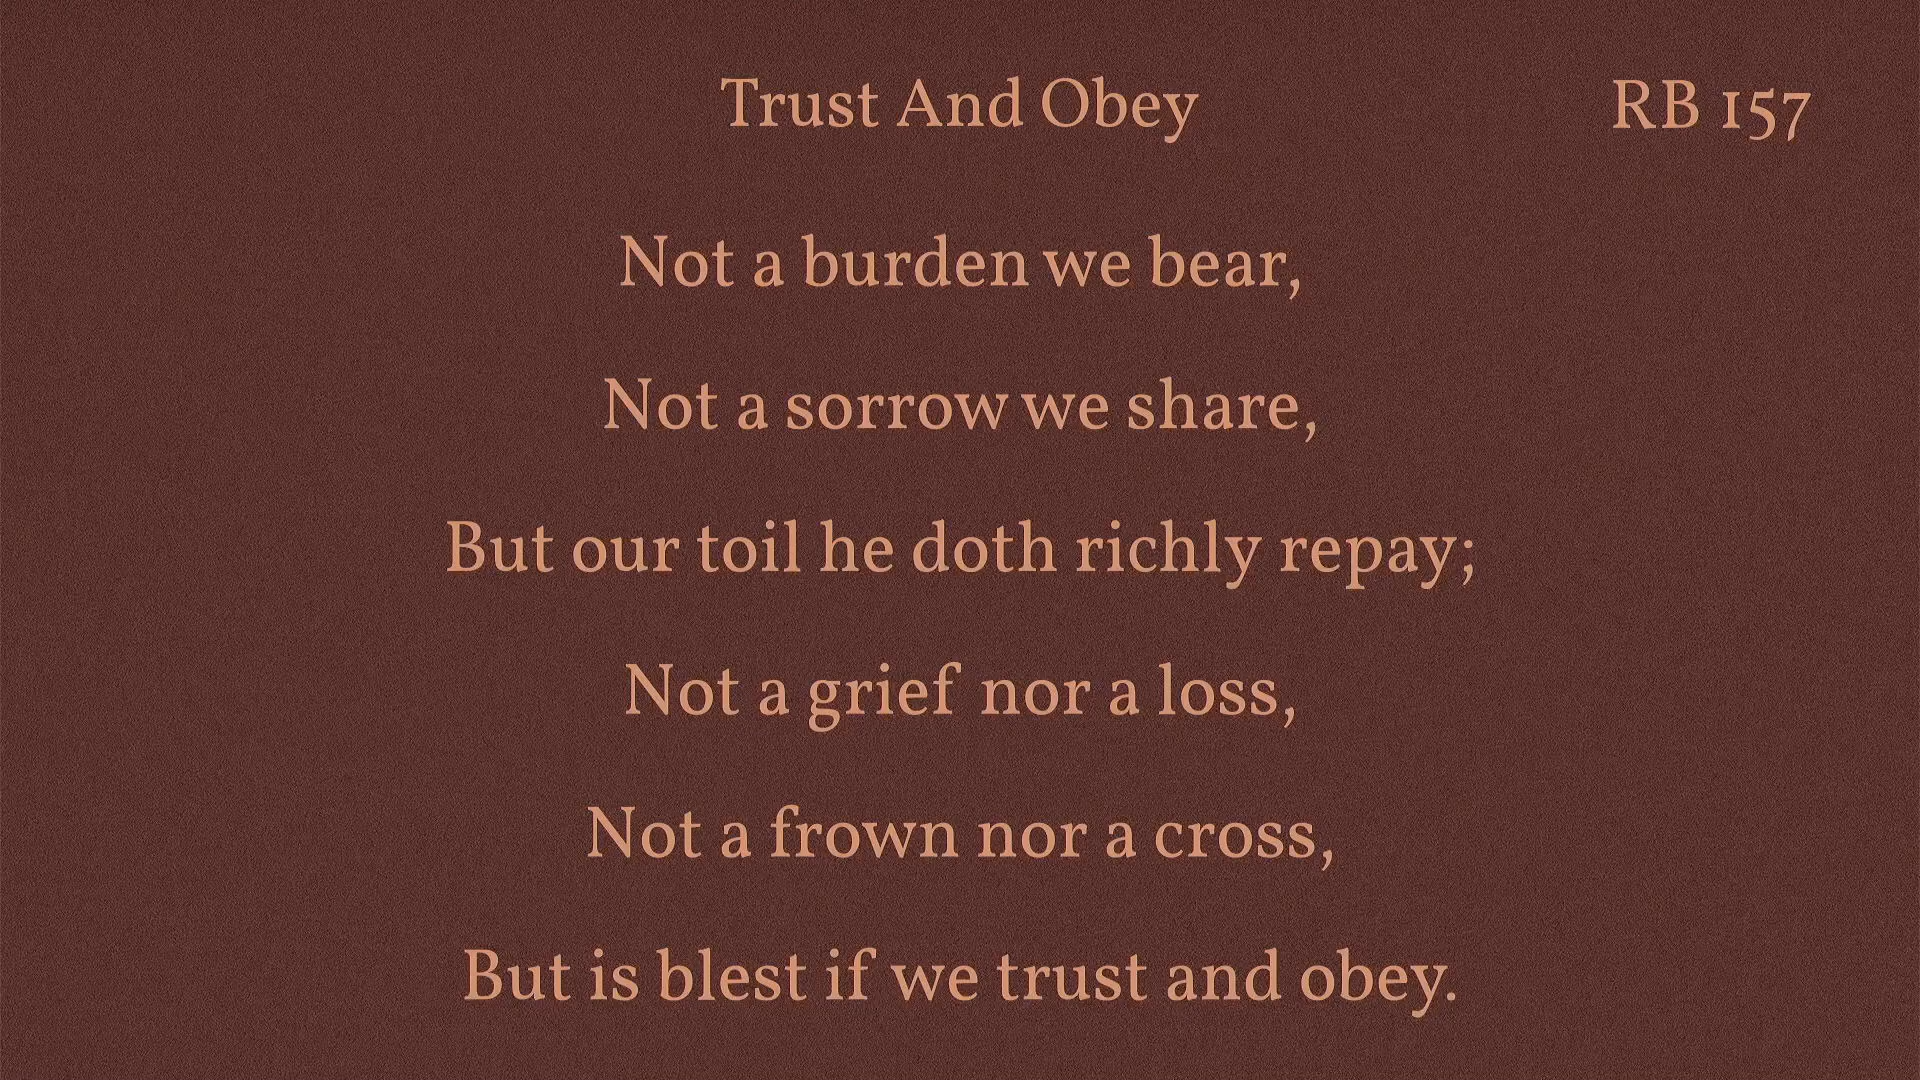 Trust And Obey RB 157
Not a burden we bear,
Not a sorrow we share,
But our toil he doth richly repay;
Not a grief nor a loss,
Not a frown nor a cross,
But is blest if we trust and obey.